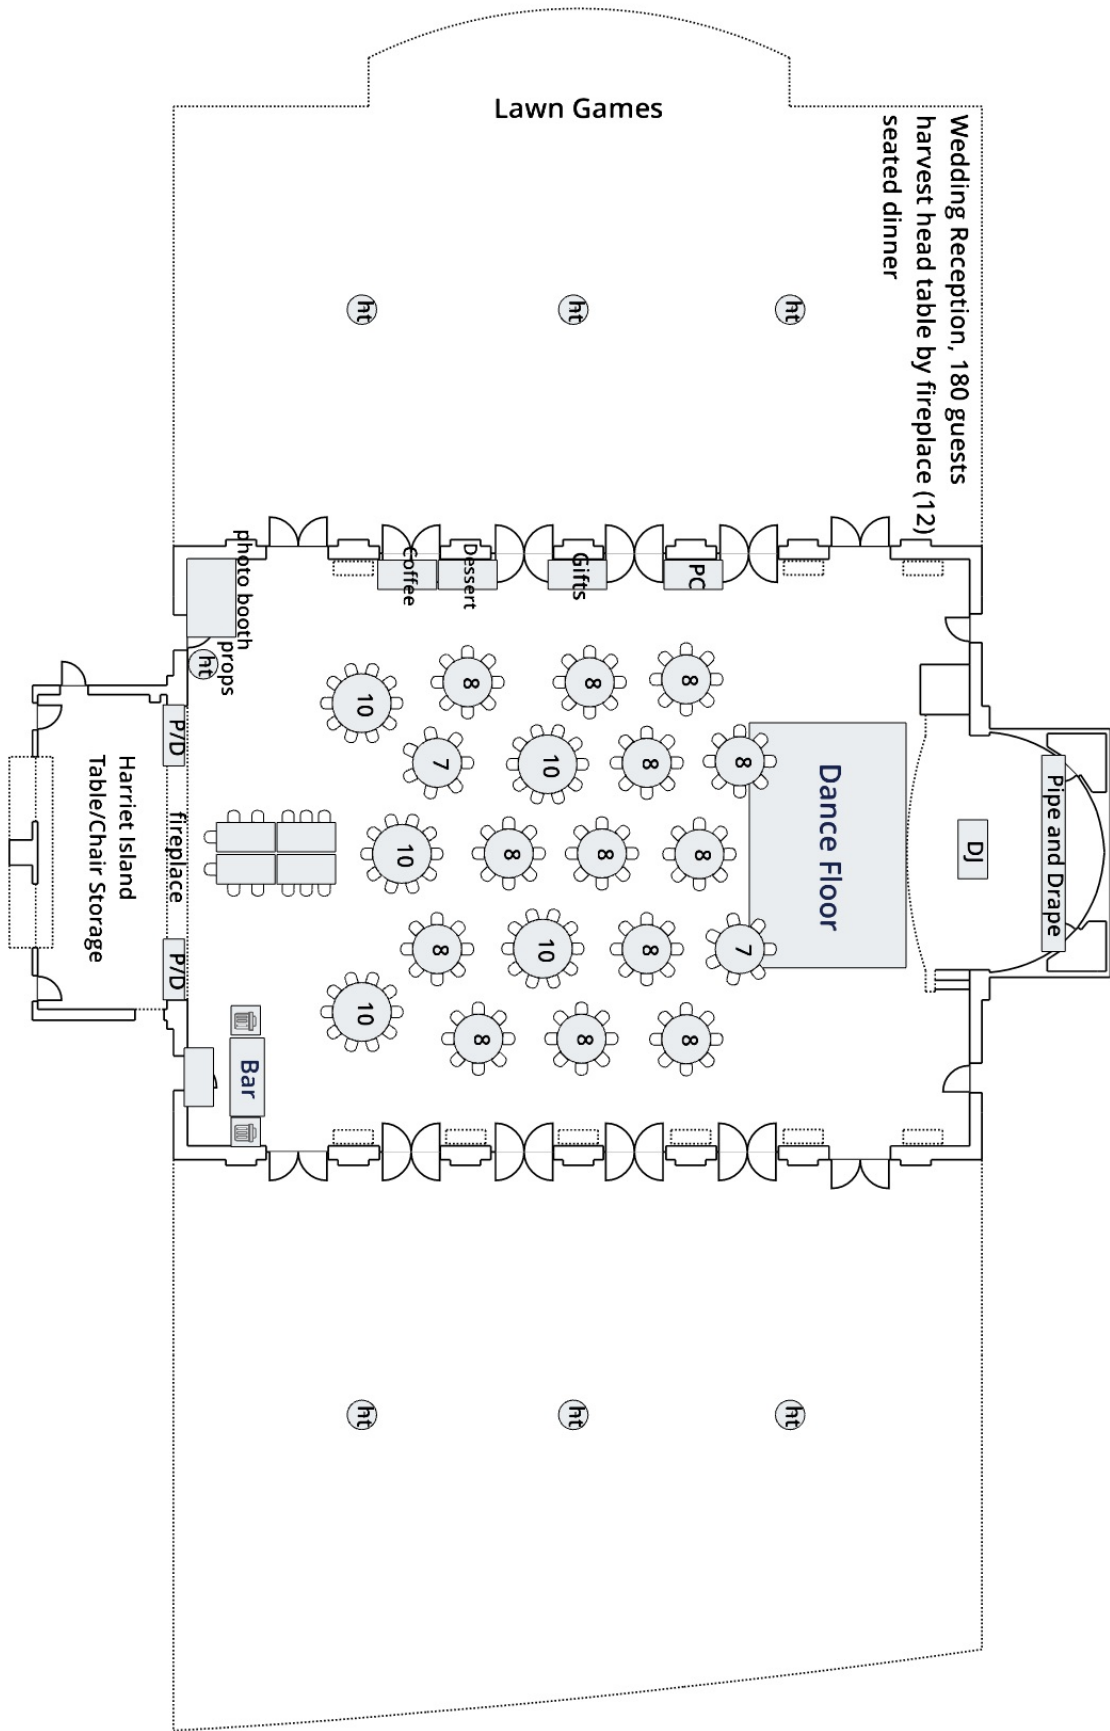 Lawn Games
Wedding Reception, 180 guests
harvest head table by fireplace (12)
seated dinner
ht
ht
ht
photo booth
props
ht
Coffee
Dessert
Gifts
PC
8
8
8
10
7
10
8
8
10
8
8
8
8
10
8
7
10
8
8
8
Dance Floor
DJ
Pipe and Drape
P/D
fireplace
P/D
Harriet Island
Table/Chair Storage
Bar
ht
ht
ht